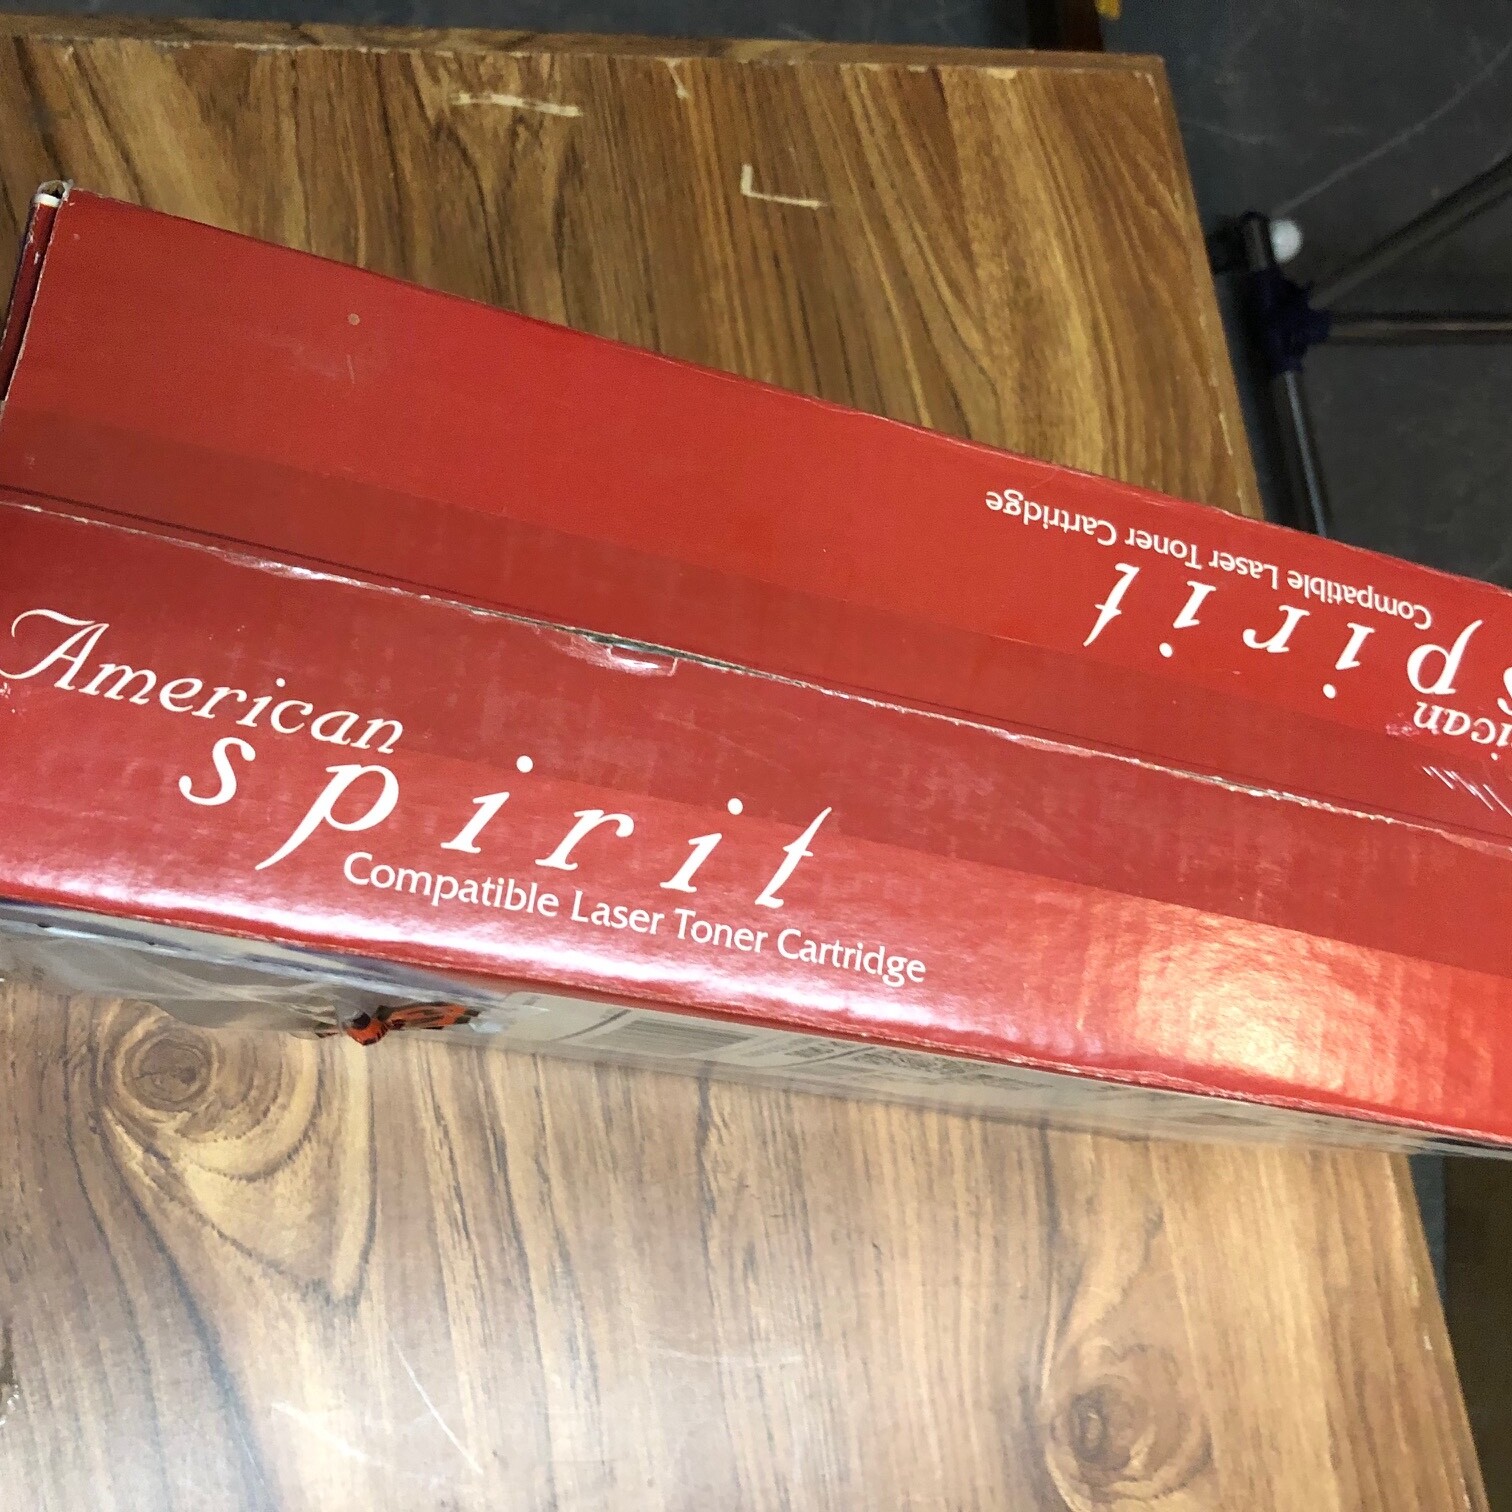 American
spirit
Compatible Laser Toner Cartridge
spirit
Compatible Laser Toner Cartridge